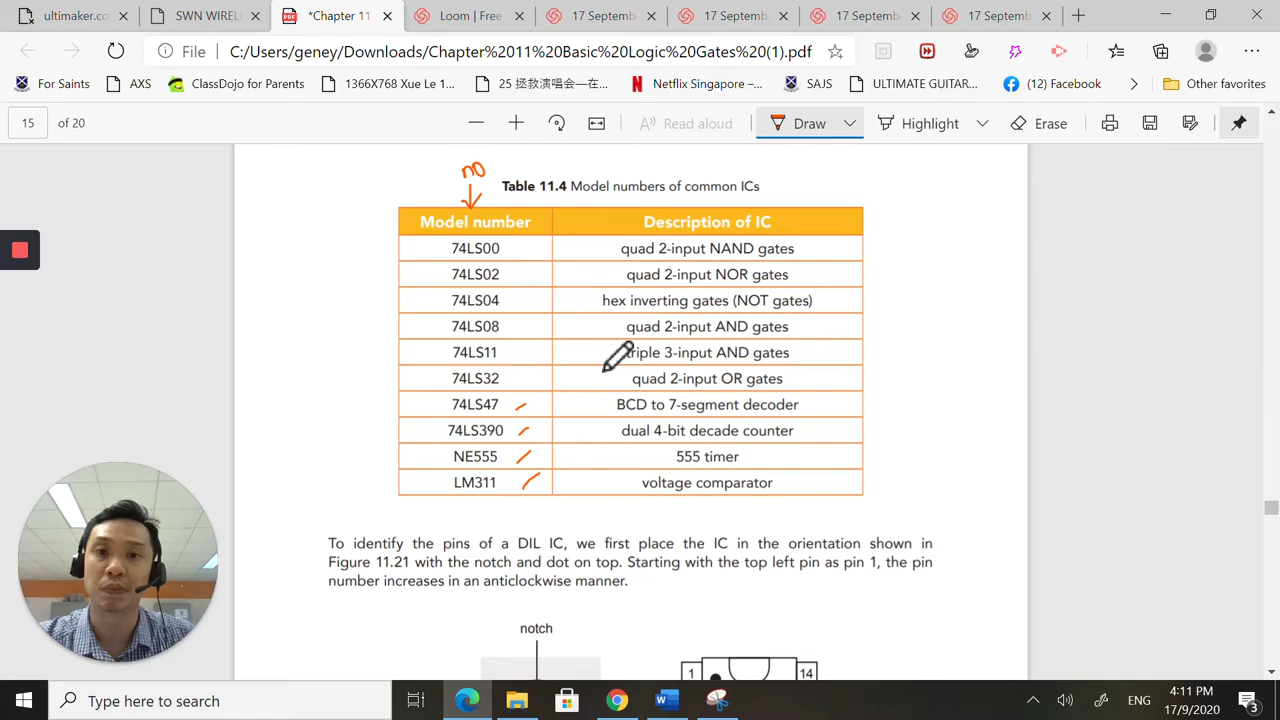 ultimaker.co
SWN WIREL
*Chapter 11
Loom | Free
17 Septemb
17 Septemb
17 Septemb
17 Septemb
File
C:/Users/geney/Downloads/Chapter%2011%20Basic%20Logic%20Gates%20(1).pdf
For Saints
AXS
ClassDojo for Parents
1366X768 Xue Le 1...
25 拯救演唱会—在...
Netflix Singapore –...
SAJS
ULTIMATE GUITAR...
(12) Facebook
Other favorites
15 of 20
Read aloud
Draw
Highlight
Erase
no
Table 11.4 Model numbers of common ICs
Model number Description of IC
74LS00 quad 2-input NAND gates
74LS02 quad 2-input NOR gates
74LS04 hex inverting gates (NOT gates)
74LS08 quad 2-input AND gates
74LS11 triple 3-input AND gates
74LS32 quad 2-input OR gates
74LS47 BCD to 7-segment decoder
74LS390 dual 4-bit decade counter
NE555 555 timer
LM311 voltage comparator
To identify the pins of a DIL IC, we first place the IC in the orientation shown in
Figure 11.21 with the notch and dot on top. Starting with the top left pin as pin 1, the pin
number increases in an anticlockwise manner.
notch
1 14
Type here to search
ENG
4:11 PM
17/9/2020
3